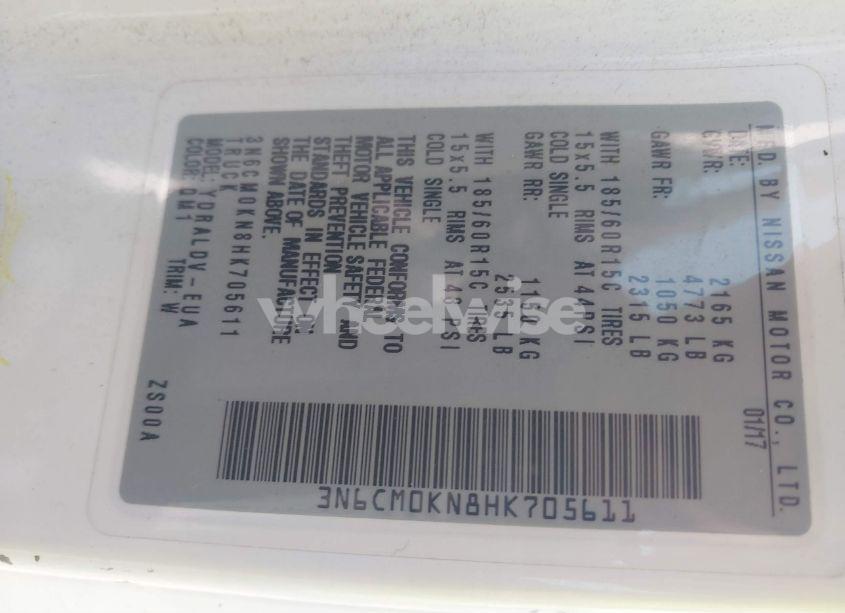 MFD. BY NISSAN MOTOR CO., LTD.
DATE: 01/17
GVWR: 2165 KG
4773 LB
GAWR FR: 1050 KG
2315 LB
WITH 185/60R15C TIRES
15x5.5 RIMS AT 44PSI
COLD SINGLE
GAWR RR: 1152 KG
2535 LB
WITH 185/60R15C TIRES
15x5.5 RIMS AT 48 PSI
COLD SINGLE
THIS VEHICLE CONFORMS TO
ALL APPLICABLE FEDERAL
MOTOR VEHICLE SAFETY AND
THEFT PREVENTION
STANDARDS IN EFFECT ON
THE DATE OF MANUFACTURE
SHOWN ABOVE.
3N6CM0KN8HK705611
TRUCK
MODEL: YDRALDV-EUA
COLOR: QM1 TRIM: W
ZS00A
3N6CM0KN8HK705611
wheelwise